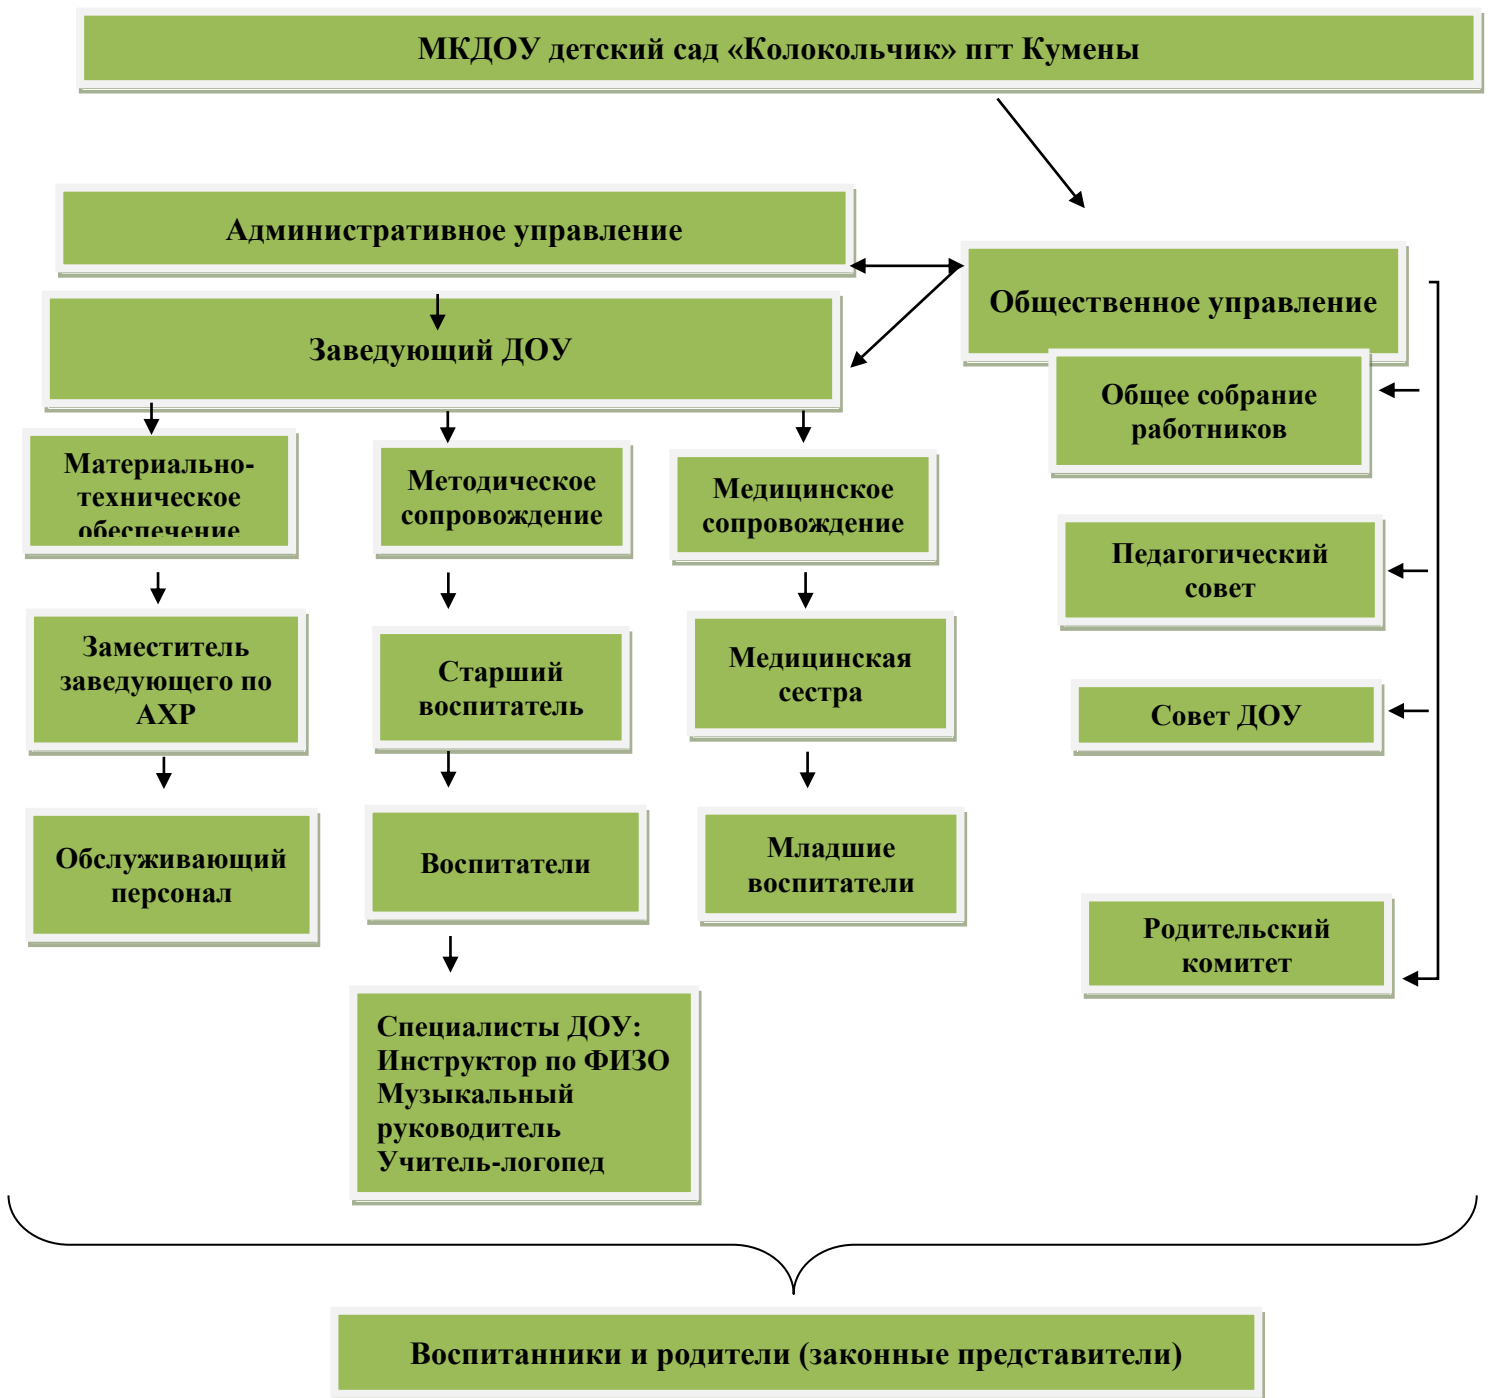 МКДОУ детский сад «Колокольчик» пгт Кумены
Административное управление
Общественное управление
Заведующий ДОУ
Общее собрание
работников
Материально-
техническое
обеспечение
Методическое
сопровождение
Медицинское
сопровождение
Педагогический
совет
Заместитель
заведующего по
АХР
Старший
воспитатель
Медицинская
сестра
Совет ДОУ
Обслуживающий
персонал
Воспитатели
Младшие
воспитатели
Родительский
комитет
Специалисты ДОУ:
Инструктор по ФИЗО
Музыкальный
руководитель
Учитель-логопед
Воспитанники и родители (законные представители)